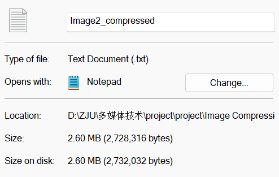 Image2_compressed
Type of file: Text Document (.txt)
Opens with: Notepad Change...
Location: D:\ZJU\多媒体技术\project\project\Image Compressi
Size: 2.60 MB (2,728,316 bytes)
Size on disk: 2.60 MB (2,732,032 bytes)